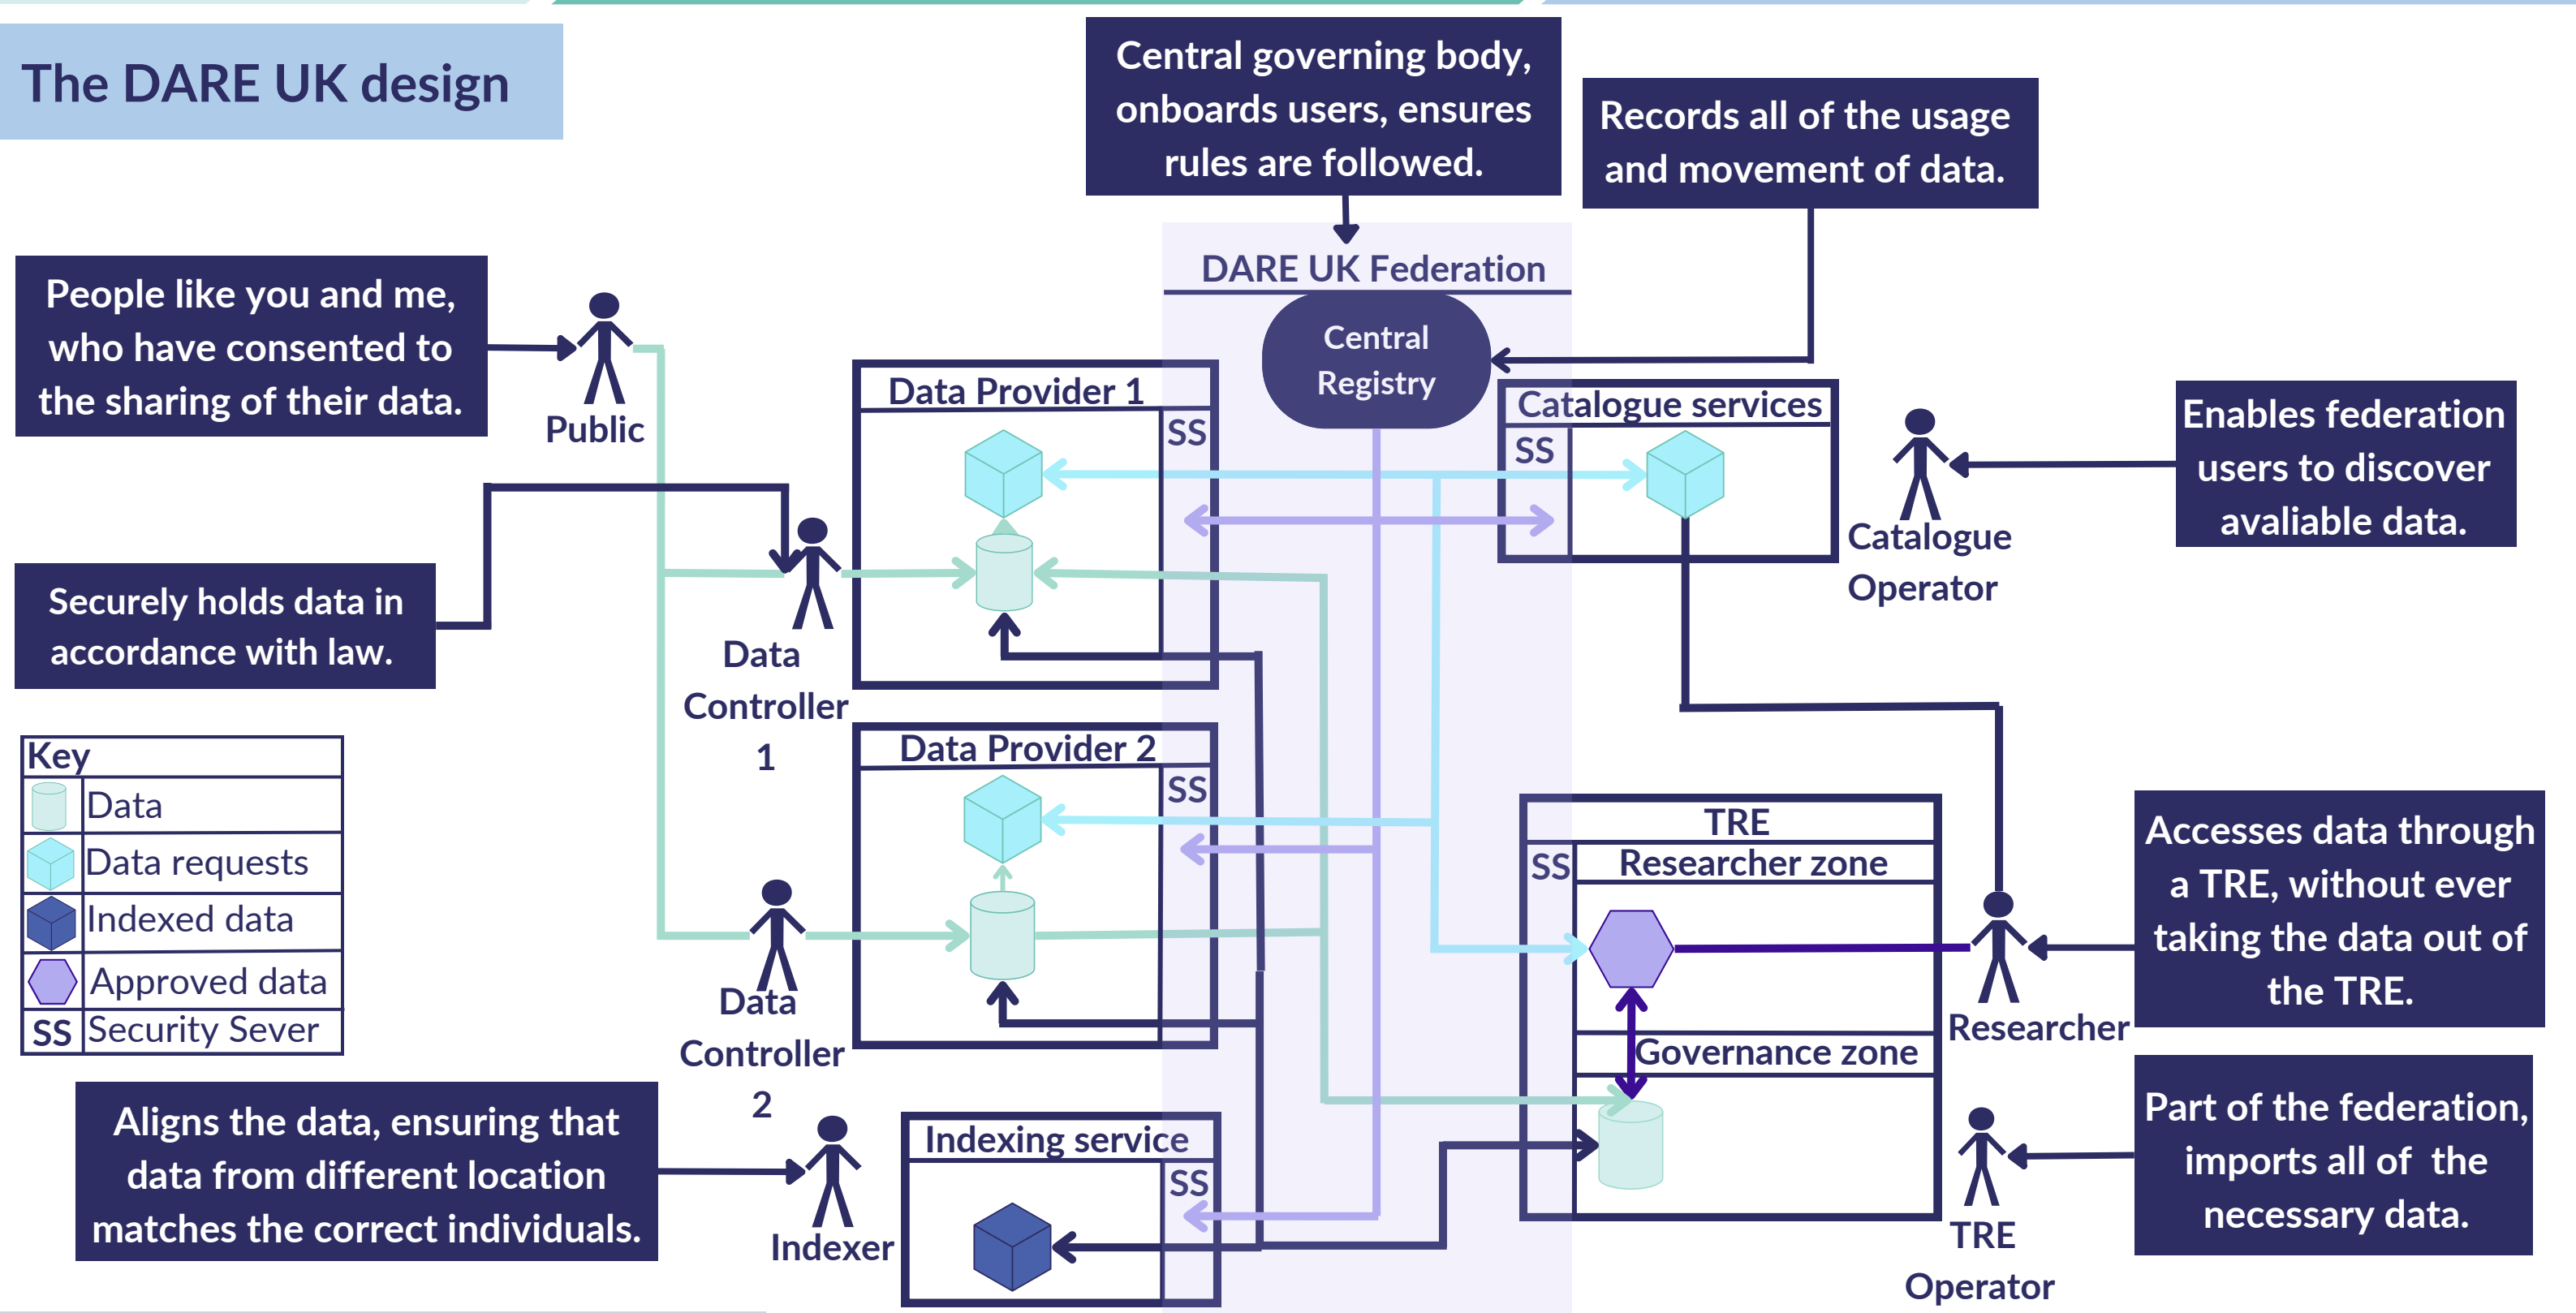 The DARE UK design
Central governing body,
onboards users, ensures
rules are followed.
Records all of the usage
and movement of data.
People like you and me,
who have consented to
the sharing of their data.
Public
DARE UK Federation
Central
Registry
Data Provider 1
SS
Catalogue services
SS
Catalogue
Operator
Enables federation
users to discover
avaliable data.
Securely holds data in
accordance with law.
Data
Controller
1
Key
Data
Data requests
Indexed data
Approved data
SS Security Sever
Data Provider 2
SS
Data
Controller
2
TRE
SS
Researcher zone
Governance zone
Researcher
Accesses data through
a TRE, without ever
taking the data out of
the TRE.
Aligns the data, ensuring that
data from different location
matches the correct individuals.
Indexer
Indexing service
SS
TRE
Operator
Part of the federation,
imports all of the
necessary data.